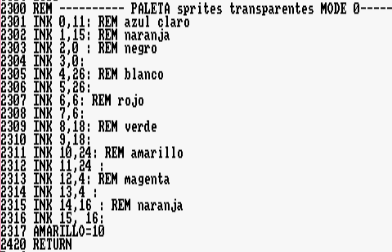 2300 REM ---------- PALETA sprites transparentes MODE 0-----
2301 INK 0,11: REM azul claro
2302 INK 1,15: REM naranja
2303 INK 2,0 : REM negro
2304 INK 3,0:
2305 INK 4,26: REM blanco
2306 INK 5,26:
2307 INK 6,6: REM rojo
2308 INK 7,6:
2309 INK 8,18: REM verde
2310 INK 9,18:
2311 INK 10,24: REM amarillo
2312 INK 11,24 :
2313 INK 12,4: REM magenta
2314 INK 13,4 :
2315 INK 14,16 : REM naranja
2316 INK 15, 16:
2317 AMARILLO=10
2420 RETURN